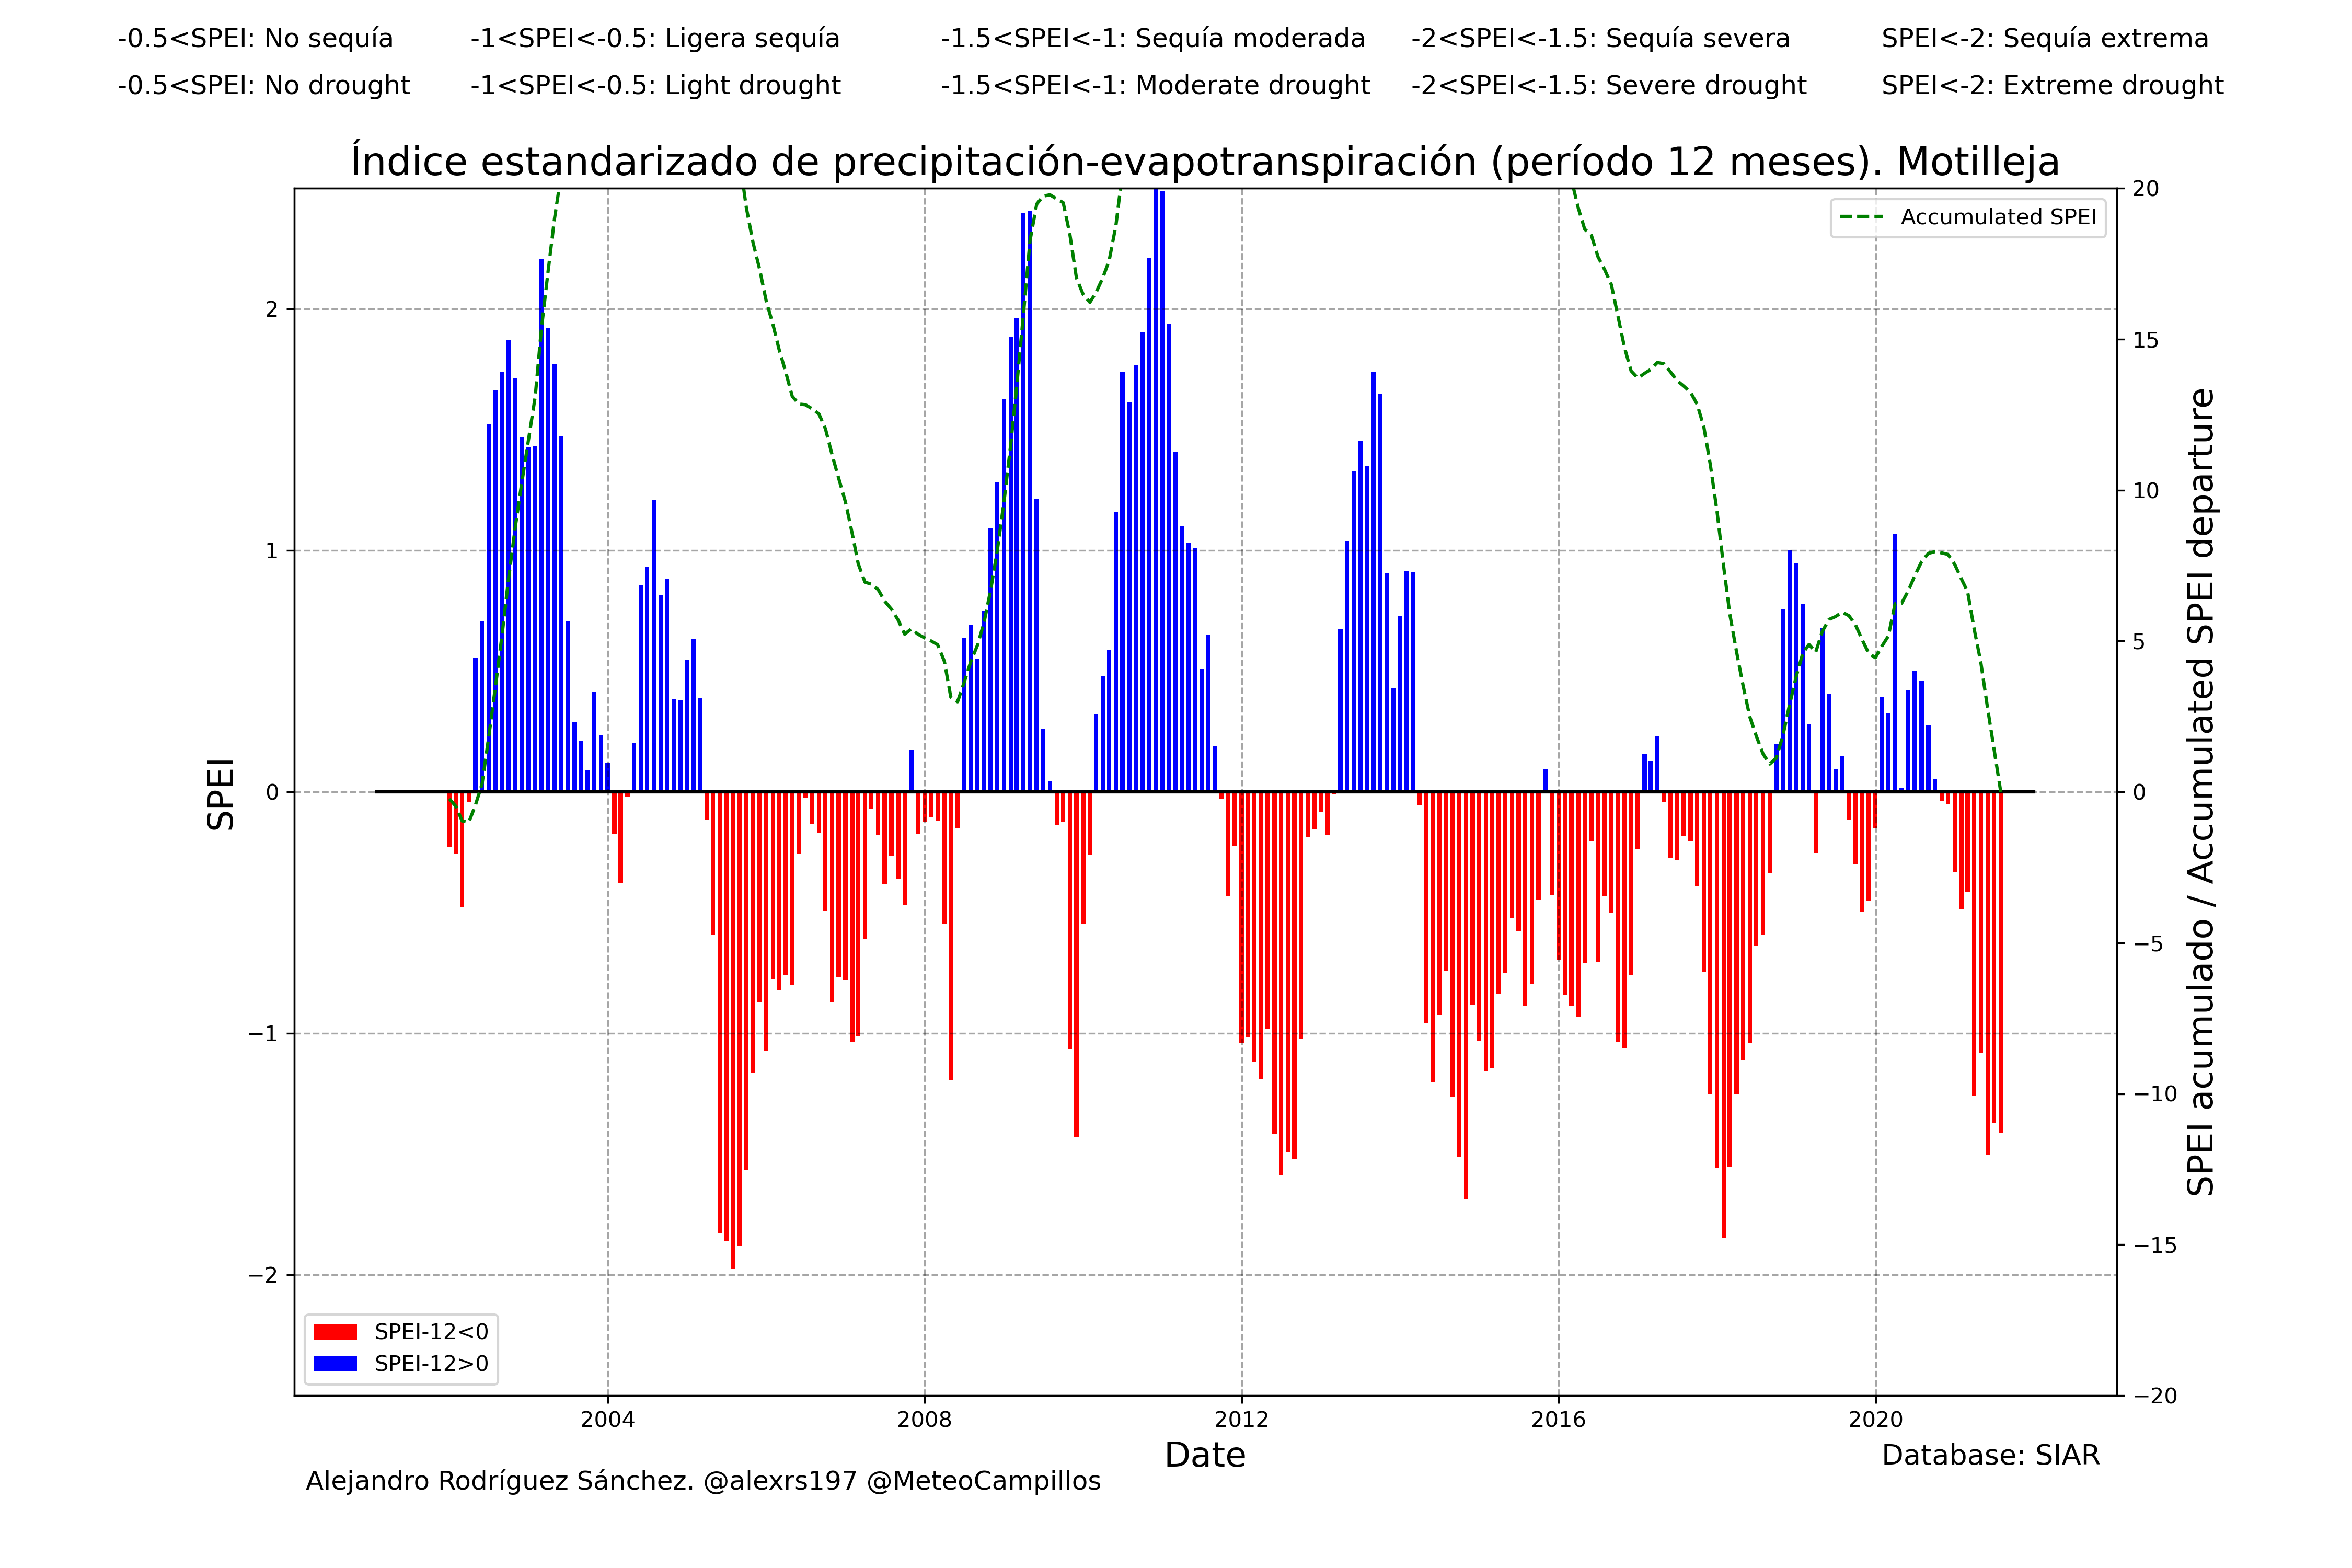 -0.5<SPEI: No sequía -1<SPEI<-0.5: Ligera sequía -1.5<SPEI<-1: Sequía moderada -2<SPEI<-1.5: Sequía severa SPEI<-2: Sequía extrema
-0.5<SPEI: No drought -1<SPEI<-0.5: Light drought -1.5<SPEI<-1: Moderate drought -2<SPEI<-1.5: Severe drought SPEI<-2: Extreme drought
Índice estandarizado de precipitación-evapotranspiración (período 12 meses). Motilleja
Accumulated SPEI
SPEI
2
1
0
−1
−2
20
15
10
5
0
−5
−10
−15
−20
SPEI acumulado / Accumulated SPEI departure
SPEI-12<0
SPEI-12>0
2004 2008 2012 2016 2020
Date
Database: SIAR
Alejandro Rodríguez Sánchez. @alexrs197 @MeteoCampillos